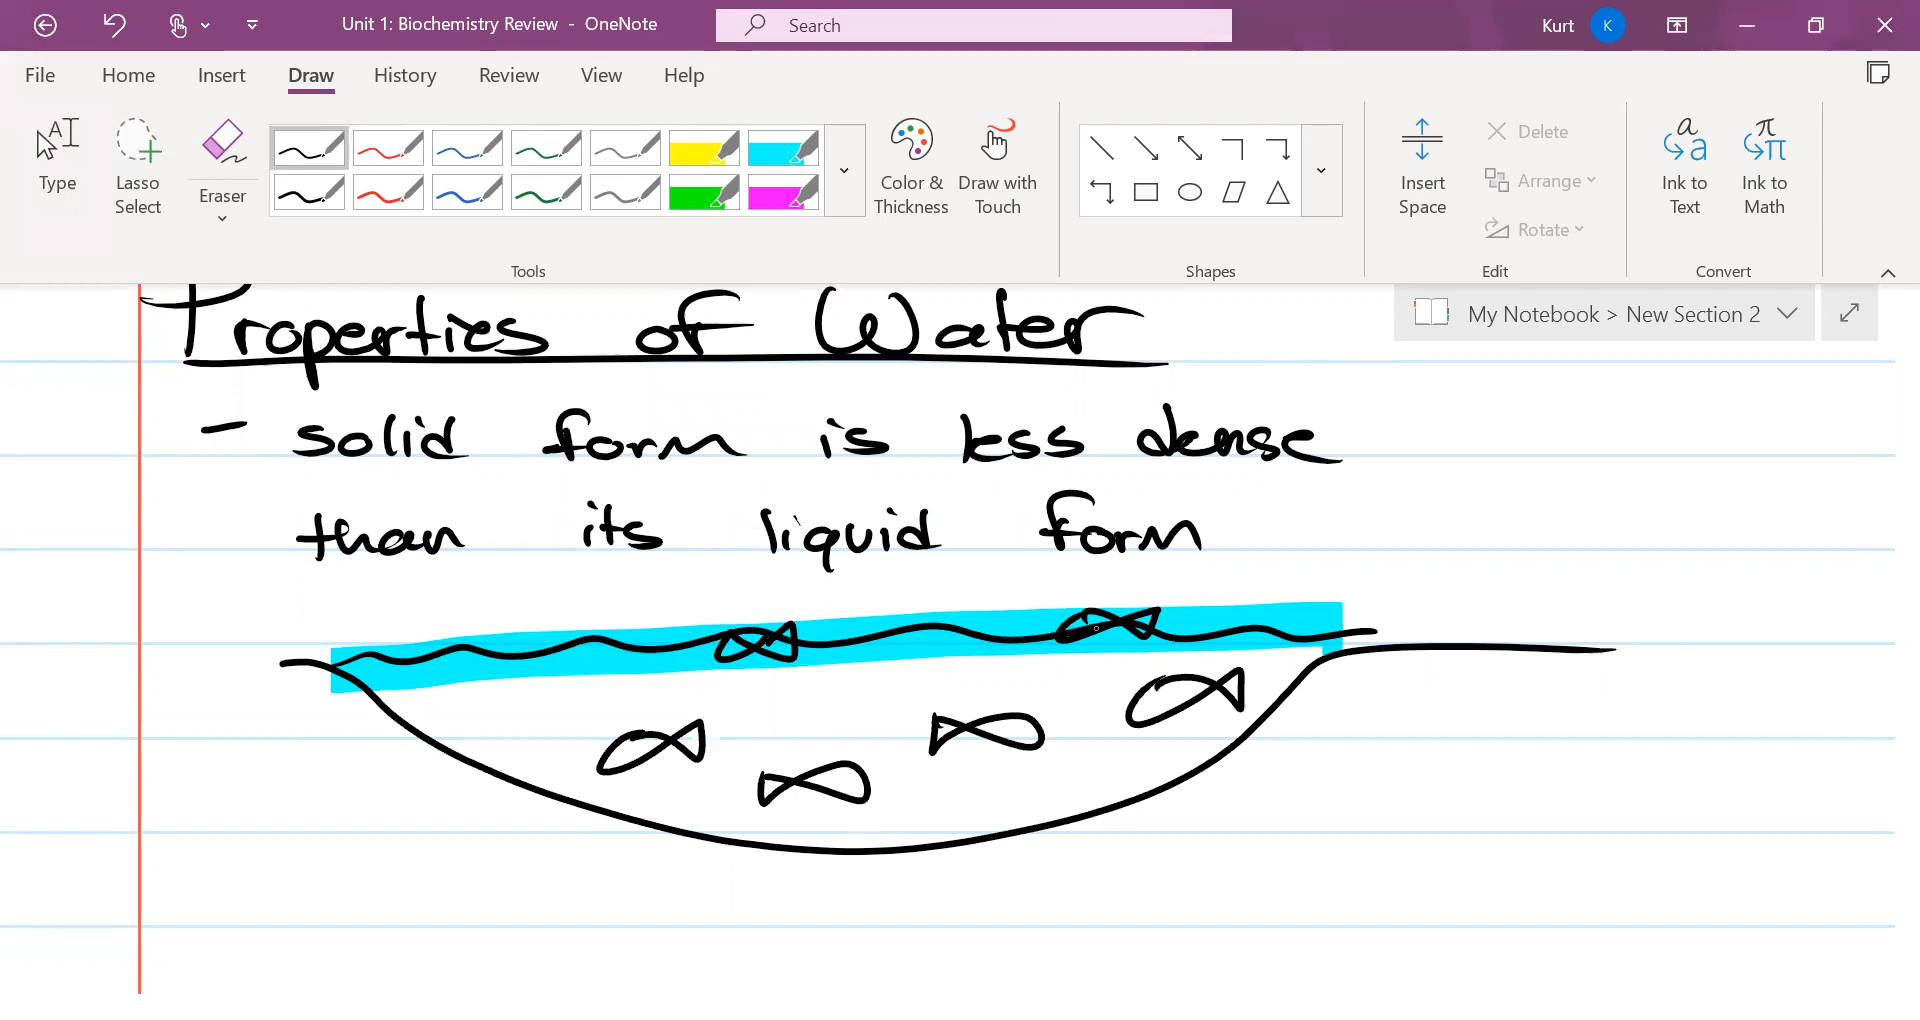 Unit 1: Biochemistry Review - OneNote
Search
Kurt
K
File Home Insert Draw History Review View Help
Type
Lasso Select
Eraser
Color & Thickness
Draw with Touch
Insert Space
Delete
Arrange
Rotate
Ink to Text
Ink to Math
Tools
Shapes
Edit
Convert
My Notebook > New Section 2
Properties of Water
- solid form is less dense
than its liquid form